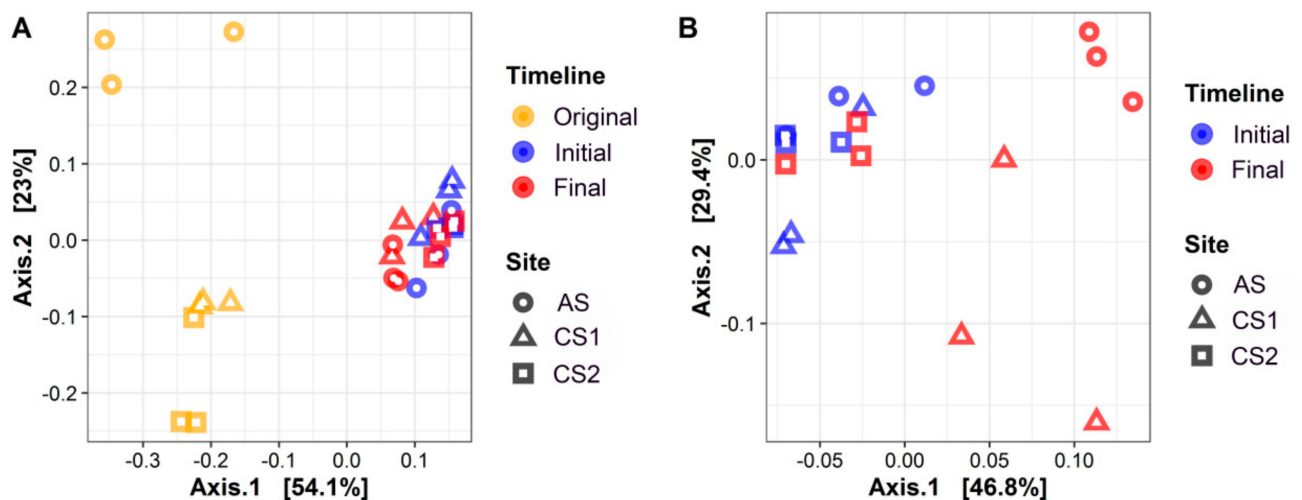 A
0.2
0.1
0.0
-0.1
-0.2
Axis.2 [23%]
-0.3
-0.2
-0.1
0.0
0.1
Axis.1 [54.1%]
Timeline
Original
Initial
Final
Site
AS
CS1
CS2
B
0.0
-0.1
Axis.2 [29.4%]
-0.05
0.00
0.05
0.10
Axis.1 [46.8%]
Timeline
Initial
Final
Site
AS
CS1
CS2